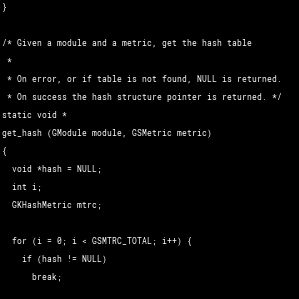 }
/* Given a module and a metric, get the hash table
 *
 * On error, or if table is not found, NULL is returned.
 * On success the hash structure pointer is returned. */
static void *
get_hash (GModule module, GSMetric metric)
{
  void *hash = NULL;
  int i;
  GKHashMetric mtrc;
  for (i = 0; i < GSMTRC_TOTAL; i++) {
    if (hash != NULL)
      break;